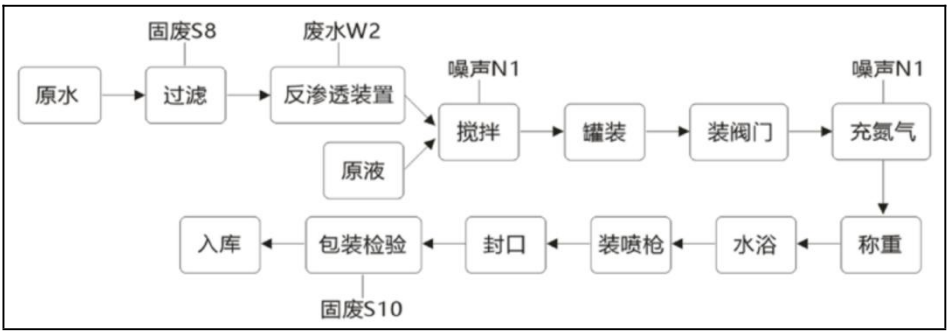 固废S8
废水W2
噪声N1
噪声N1
原水
过滤
反渗透装置
原液
搅拌
罐装
装阀门
充氮气
称重
水浴
装喷枪
封口
包装检验
入库
固废S10